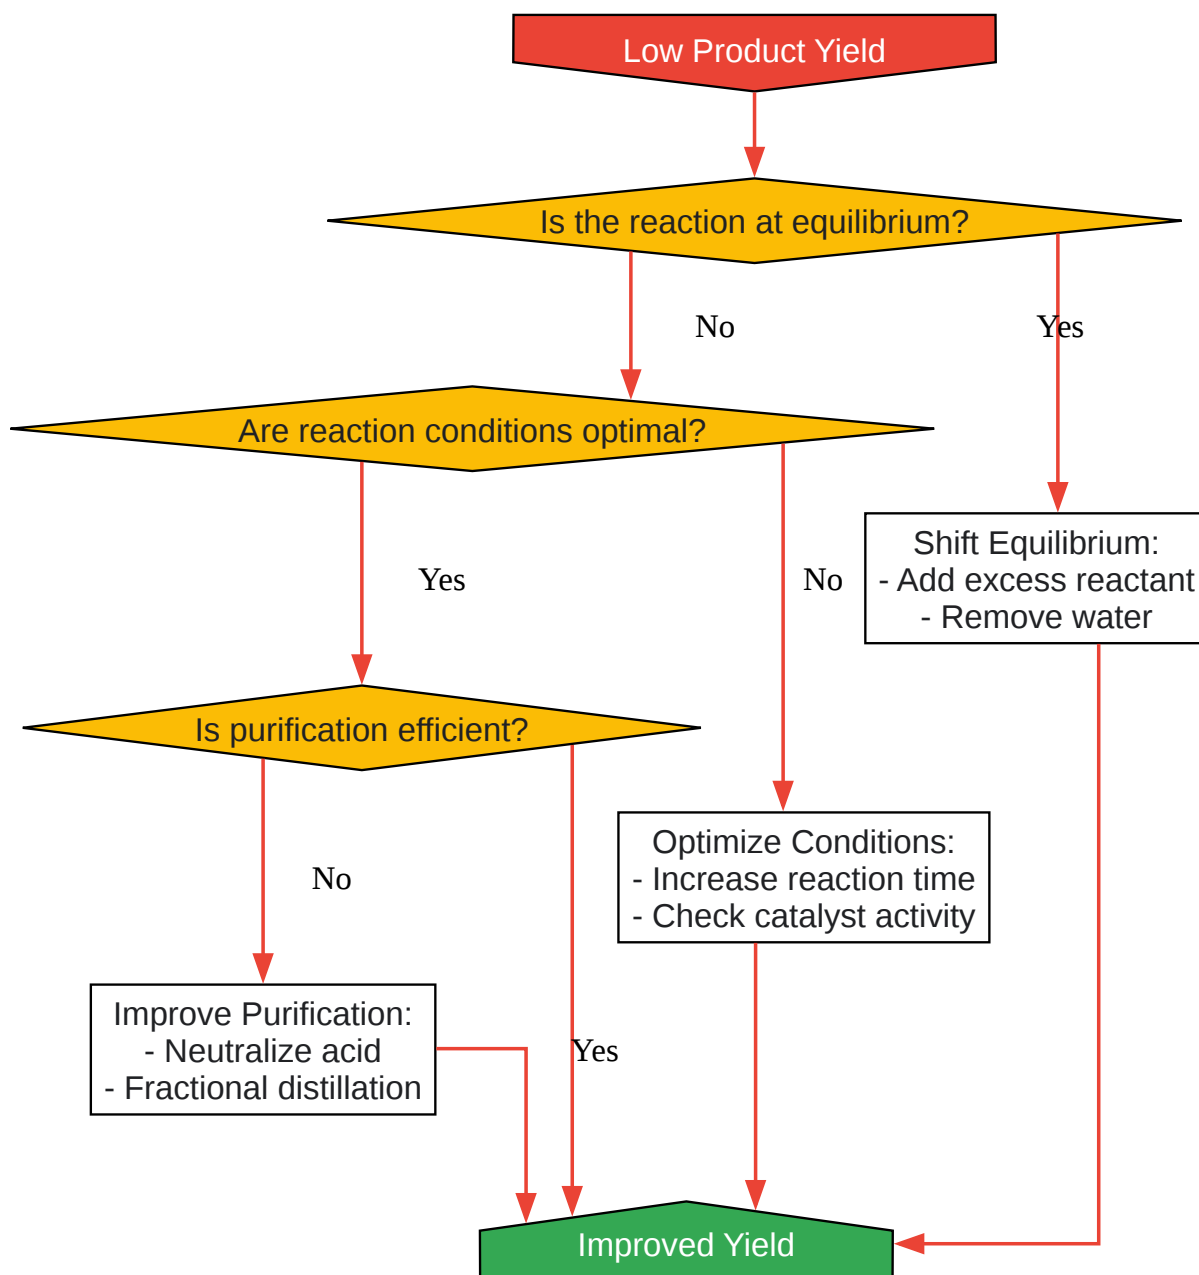 Low Product Yield
Is the reaction at equilibrium?
No
Yes
Are reaction conditions optimal?
Shift Equilibrium:
- Add excess reactant
- Remove water
Yes
No
Is purification efficient?
Optimize Conditions:
- Increase reaction time
- Check catalyst activity
No
Improve Purification:
- Neutralize acid
- Fractional distillation
Yes
Improved Yield